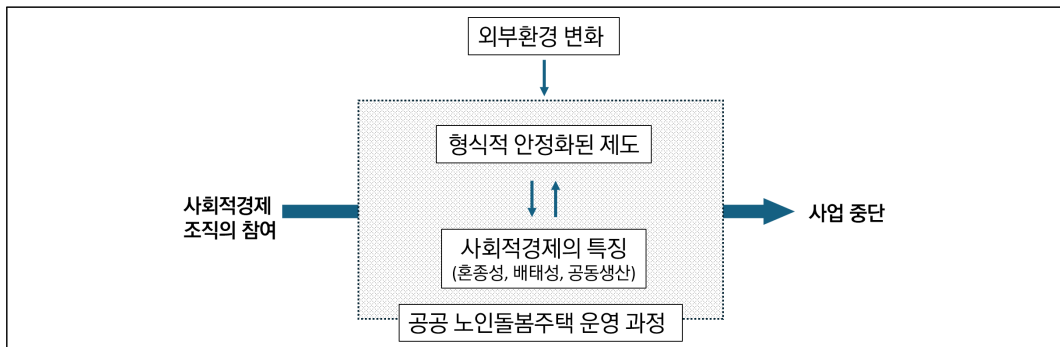 외부환경 변화
형식적 안정화된 제도
사회적경제
조직의 참여
사업 중단
사회적경제의 특징
(혼종성, 배태성, 공동생산)
공공 노인돌봄주택 운영 과정